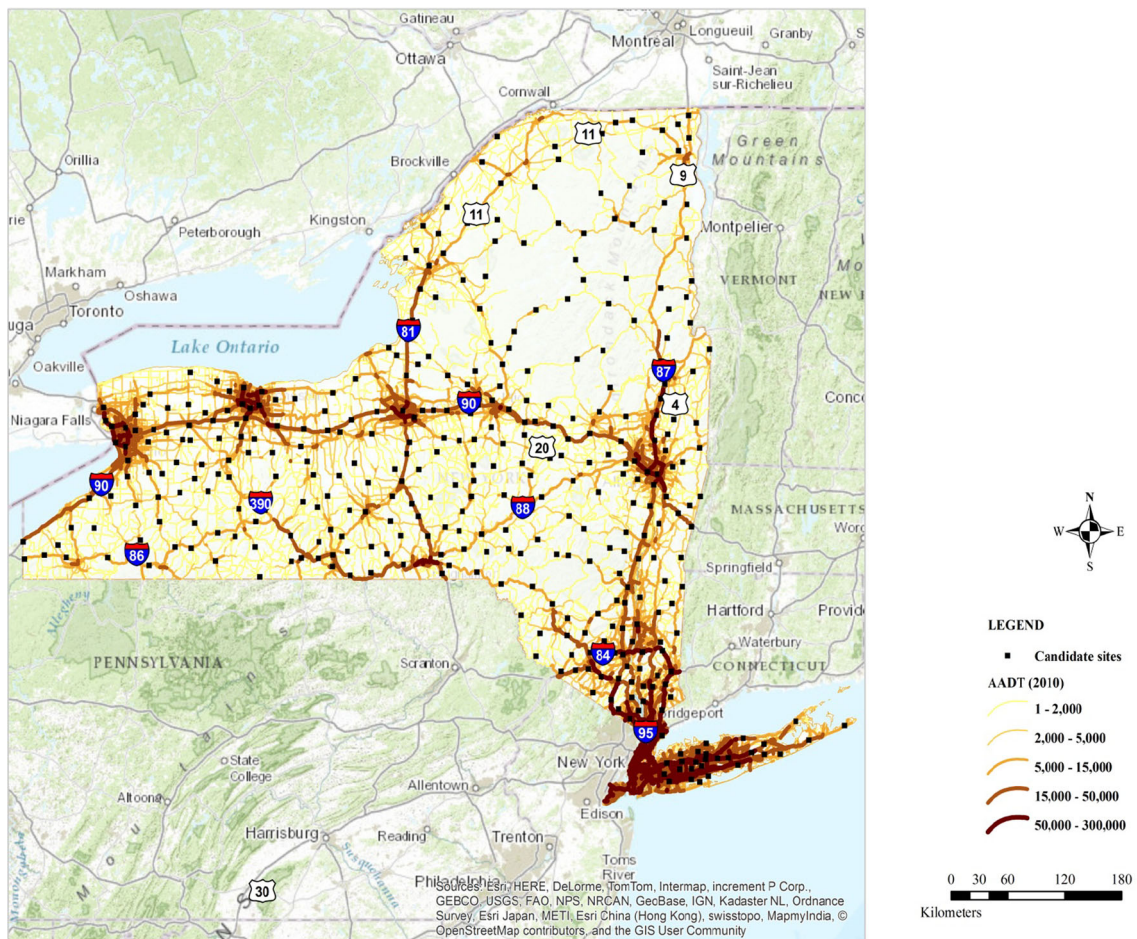 Gatineau
Ottawa
Montréal
Longueuil
Granby
Saint-Jean
sur-Richelieu
Cornwall
11
Green
Mountains
Orillia
Brockville
9
11
Kingston
Peterborough
Montpelier
Markham
Oshawa
Toronto
VERMONT
Lake Ontario
81
Oakville
87
90
4
Niagara Falls
20
90
390
88
MASSACHUSETTS
86
Springfield
Hartford
Allegheny
Waterbury
84
PENNSYLVANIA
Scranton
CONNECTICUT
Bridgeport
95
New York
State
College
Allentown
Altoona
Edison
Harrisburg
Reading
Trenton
Toms
River
Susquehanna
Philadelphia
30
Sources: Esri, HERE, DeLorme, TomTom, Intermap, increment P Corp.,
GEBCO, USGS, FAO, NPS, NRCAN, GeoBase, IGN, Kadaster NL, Ordnance
Survey, Esri Japan, METI, Esri China (Hong Kong), swisstopo, MapmyIndia, ©
OpenStreetMap contributors, and the GIS User Community
N
W E
S
LEGEND
Candidate sites
AADT (2010)
1 - 2,000
2,000 - 5,000
5,000 - 15,000
15,000 - 50,000
50,000 - 300,000
0 30 60 120 180
Kilometers